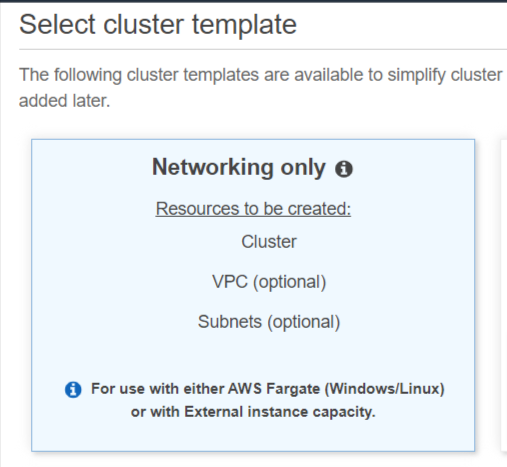 Select cluster template
The following cluster templates are available to simplify cluster
added later.
Networking only
Resources to be created:
Cluster
VPC (optional)
Subnets (optional)
For use with either AWS Fargate (Windows/Linux)
or with External instance capacity.